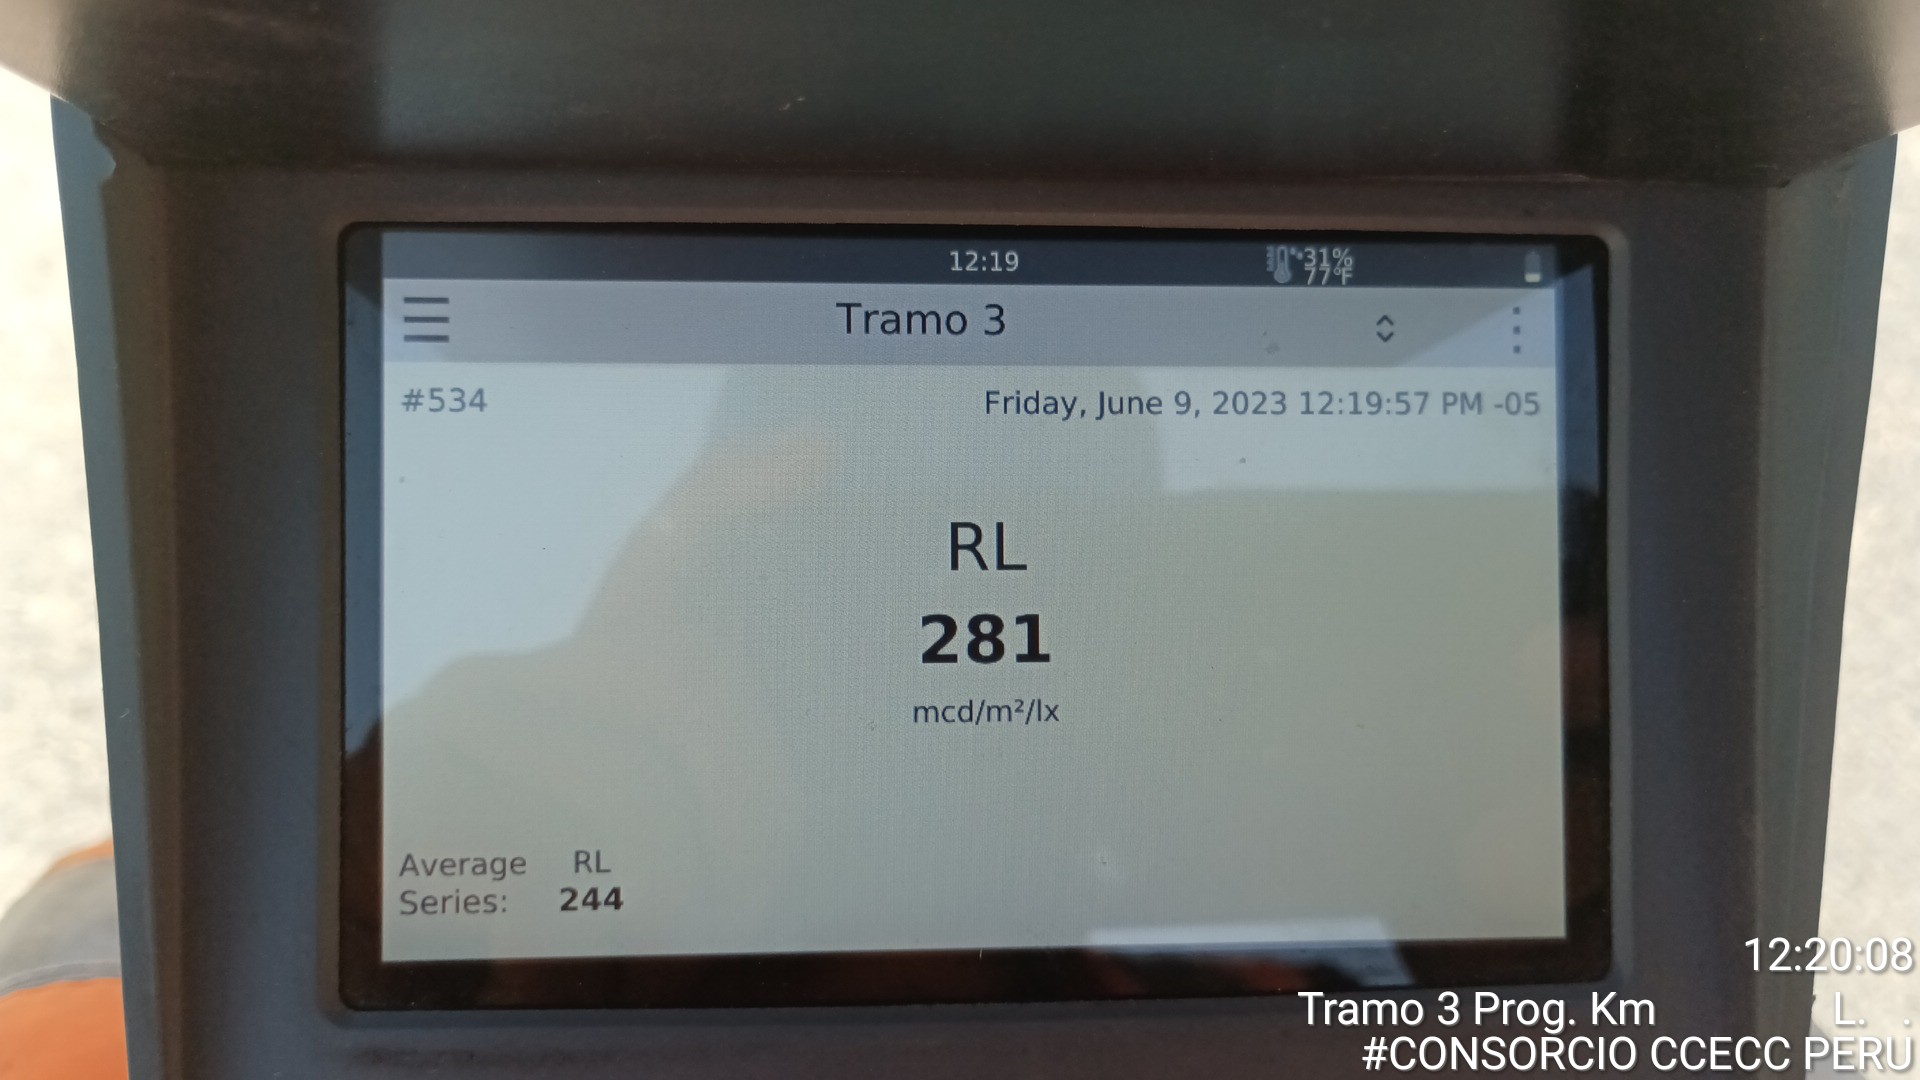 12:19
31%
77°F
Tramo 3
#534
Friday, June 9, 2023 12:19:57 PM -05
RL
281
mcd/m²/lx
Average RL
Series: 244
12:20:08
Tramo 3 Prog. Km L. .
#CONSORCIO CCECC PERU